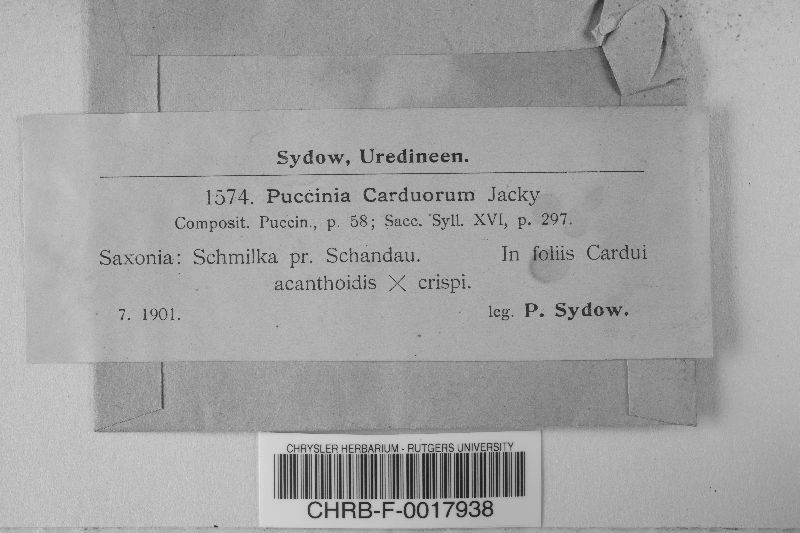 Sydow, Uredineen.
1574. Puccinia Carduorum Jacky
Composit. Puccin., p. 58; Sacc. Syll. XVI, p. 297.
Saxonia: Schmilka pr. Schandau. In foliis Cardui
acanthoidis × crispi.
7. 1901. leg. P. Sydow.
CHRYSLER HERBARIUM - RUTGERS UNIVERSITY
CHRB-F-0017938